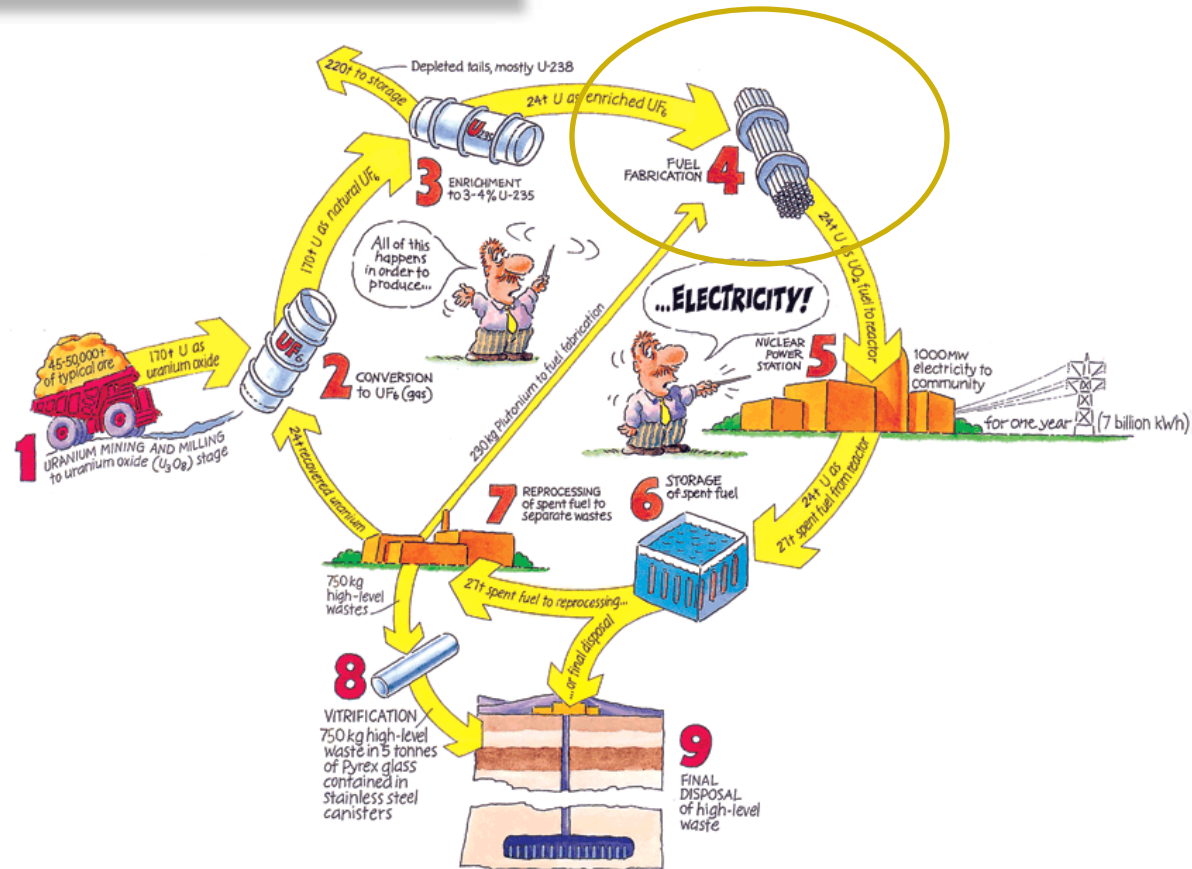 220t to storage
Depleted tails, mostly U-238
24t U as enriched UF₆
U235
3 ENRICHMENT
to 3-4% U-235
FUEL
FABRICATION 4
170t U as natural UF₆
All of this
happens
in order to
produce...
...ELECTRICITY!
24t U as UO₂ fuel to reactor
45-50,000t
of typical ore
170t U as
uranium oxide
UF₆
2 CONVERSION
to UF₆ (gas)
1 URANIUM MINING AND MILLING
to uranium oxide (U₃O₈) stage
230kg Plutonium to fuel fabrication
NUCLEAR
POWER
STATION
5
1000MW
electricity to
community
for one year (7 billion kWh)
24t recovered uranium
7 REPROCESSING
of spent fuel to
separate wastes
6 STORAGE
of spent fuel
24t U as
27t spent fuel from reactor
750kg
high-level
wastes
27t spent fuel to reprocessing...
...or final disposal
8
VITRIFICATION
750kg high-level
waste in 5 tonnes
of Pyrex glass
contained in
stainless steel
canisters
9
FINAL
DISPOSAL
of high-level
waste